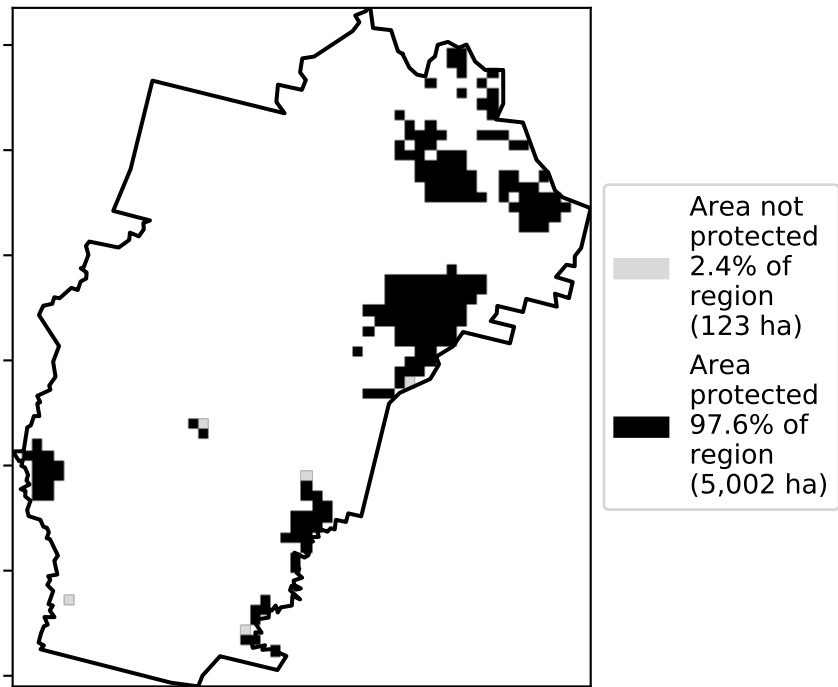 Area not
protected
2.4% of
region
(123 ha)
Area
protected
97.6% of
region
(5,002 ha)